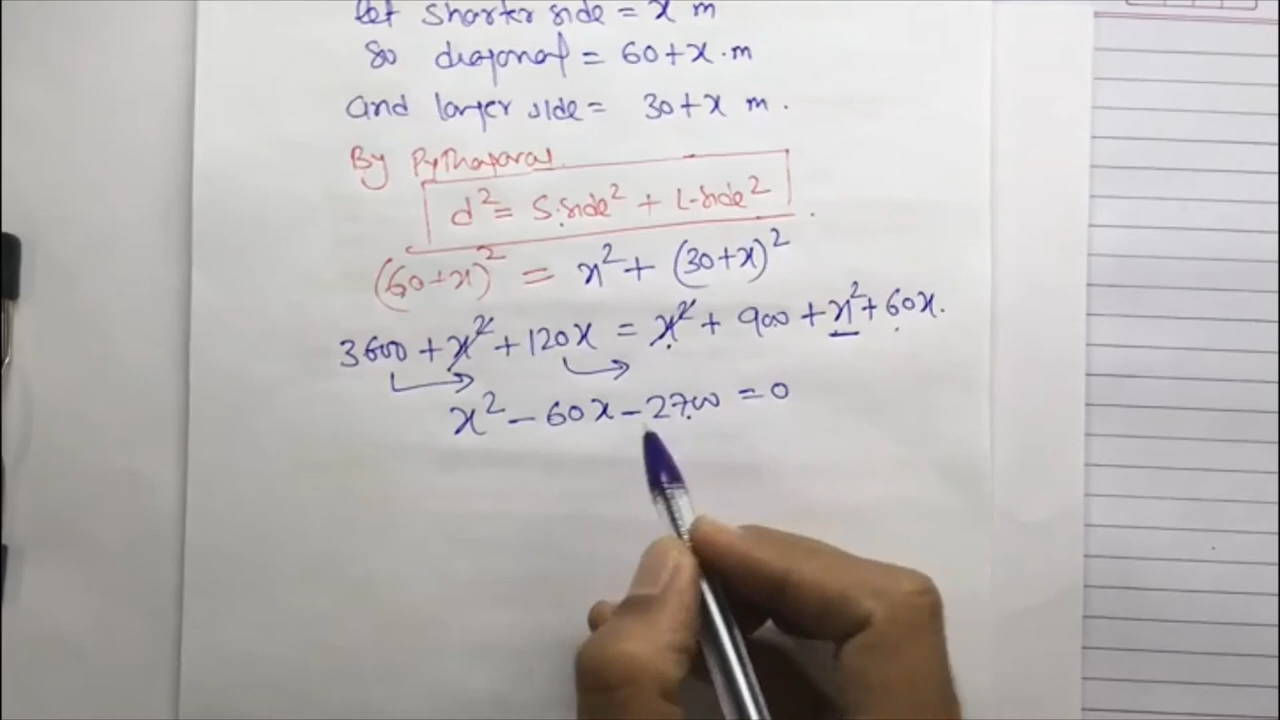 let shorter side = x m
So diagonal = 60+x.m
and larger side = 30+x m.
By Pythagoras
d² = S.side² + L-side²
(60+x)² = x² + (30+x)²
3600 + x² + 120x = x² + 900 + x² + 60x.
x² - 60x - 2700 = 0